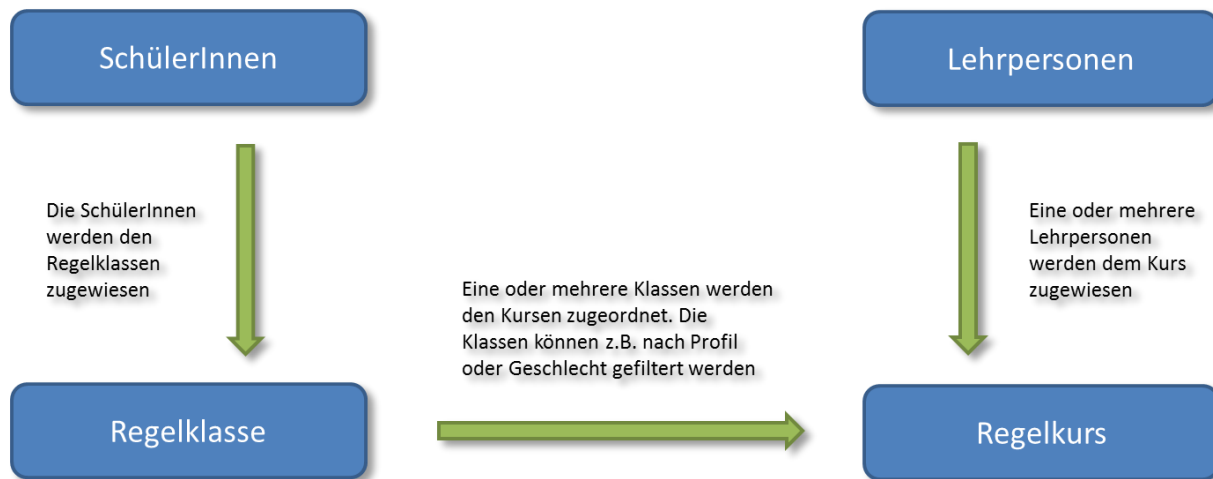 SchülerInnen
Lehrpersonen
Die SchülerInnen
werden den
Regelklassen
zugewiesen
Eine oder mehrere
Lehrpersonen
werden dem Kurs
zugewiesen
Eine oder mehrere Klassen werden
den Kursen zugeordnet. Die
Klassen können z.B. nach Profil
oder Geschlecht gefiltert werden
Regelklasse
Regelkurs